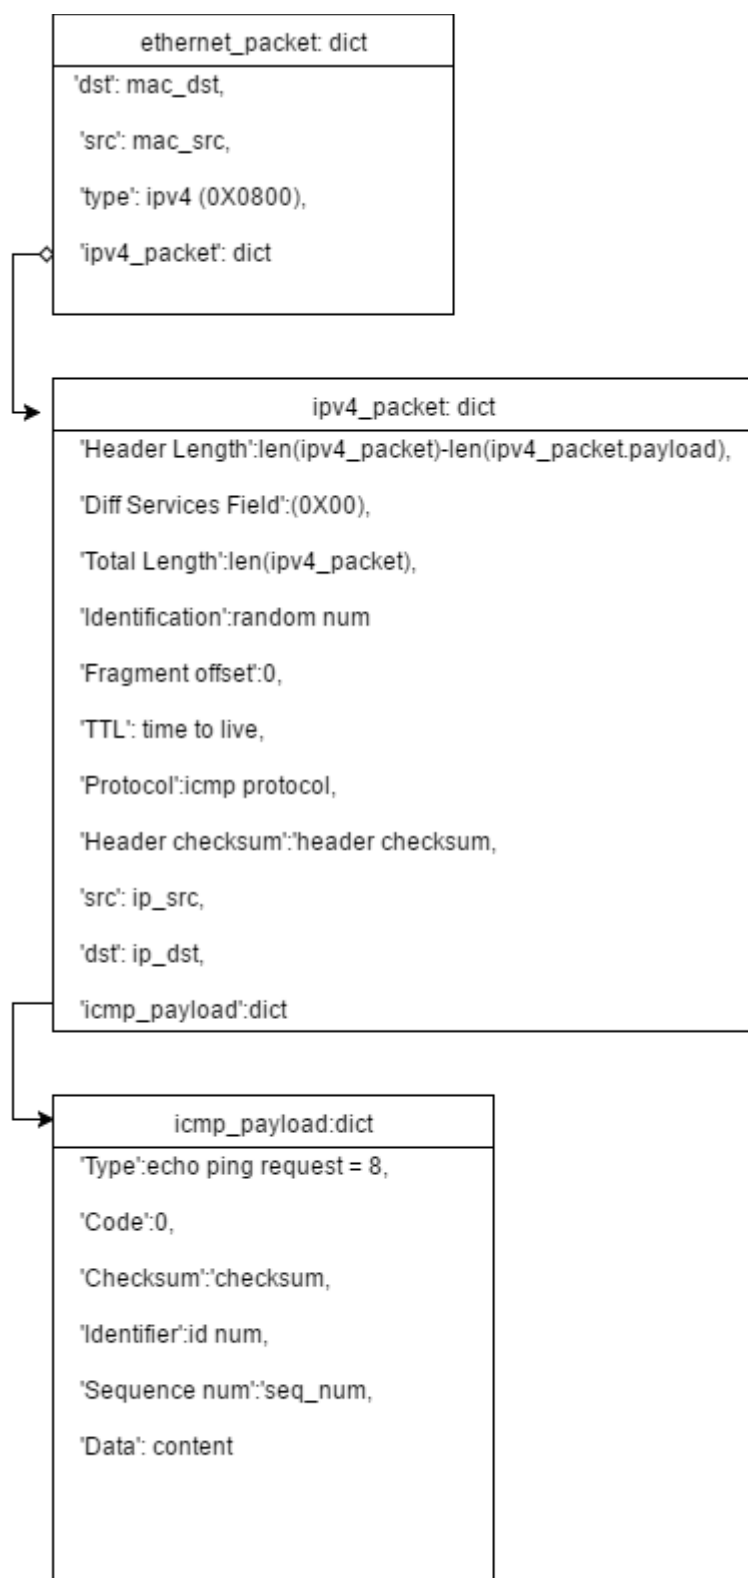 ethernet_packet: dict
'dst': mac_dst,
'src': mac_src,
'type': ipv4 (0X0800),
'ipv4_packet': dict
ipv4_packet: dict
'Header Length':len(ipv4_packet)-len(ipv4_packet.payload),
'Diff Services Field':(0X00),
'Total Length':len(ipv4_packet),
'Identification':random num
'Fragment offset':0,
'TTL': time to live,
'Protocol':icmp protocol,
'Header checksum':'header checksum,
'src': ip_src,
'dst': ip_dst,
'icmp_payload':dict
icmp_payload:dict
'Type':echo ping request = 8,
'Code':0,
'Checksum':'checksum,
'Identifier':id num,
'Sequence num':'seq_num,
'Data': content